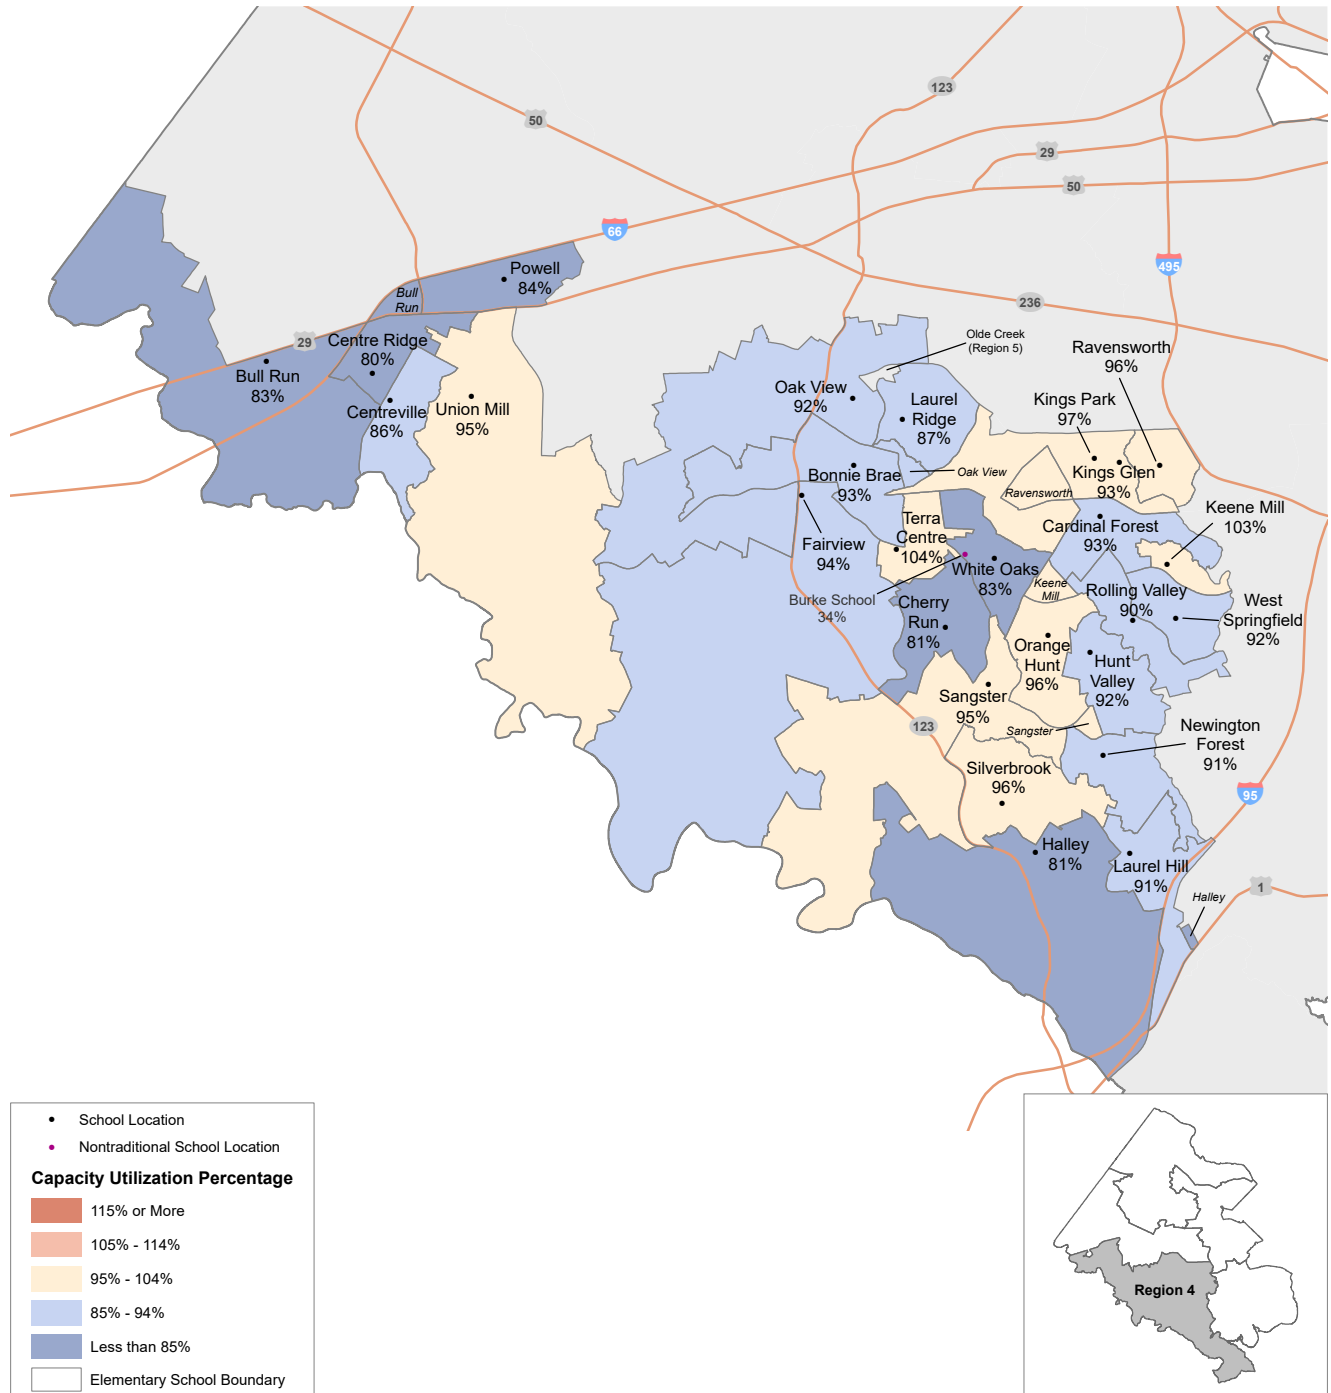 123
50
29
50
66
495
236
Powell
84%
Bull
Run
29
Centre Ridge
80%
Bull Run
83%
Centreville
86%
Union Mill
95%
Olde Creek
(Region 5)
Ravensworth
96%
Oak View
92%
Laurel
Ridge
87%
Kings Park
97%
Bonnie Brae
93%
Oak View
Kings Glen
93%
Ravensworth
Keene Mill
103%
Terra
Centre
104%
Cardinal Forest
93%
Fairview
94%
White Oaks
83%
Keene
Mill
Burke School
34%
Rolling Valley
90%
West
Springfield
92%
Cherry
Run
81%
Orange
Hunt
96%
Hunt
Valley
92%
Sangster
95%
Sangster
123
Newington
Forest
91%
Silverbrook
96%
95
Halley
81%
Laurel Hill
91%
Halley
1
School Location
Nontraditional School Location
Capacity Utilization Percentage
115% or More
105% - 114%
95% - 104%
85% - 94%
Less than 85%
Elementary School Boundary
Region 4